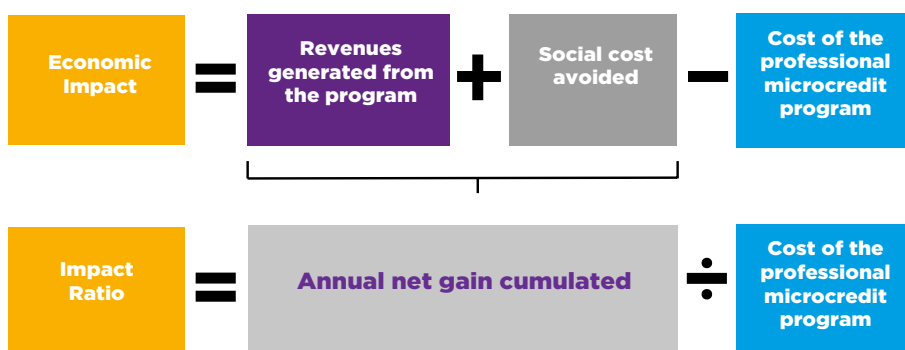 Economic
Impact
=
Revenues
generated from
the program
+
Social cost
avoided
−
Cost of the
professional
microcredit
program
Impact
Ratio
=
Annual net gain cumulated
÷
Cost of the
professional
microcredit
program